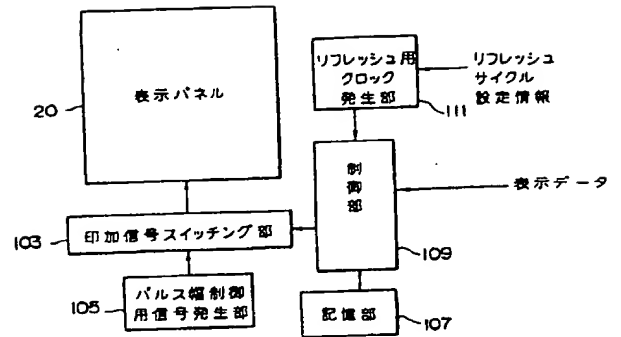 リフレッシュ用
クロック
発生部
リフレッシュ
サイクル
設定情報
111
表示パネル
20
制
御
部
表示データ
109
103
印加信号スイッチング部
105
パルス幅制御
用信号発生部
記憶部
107